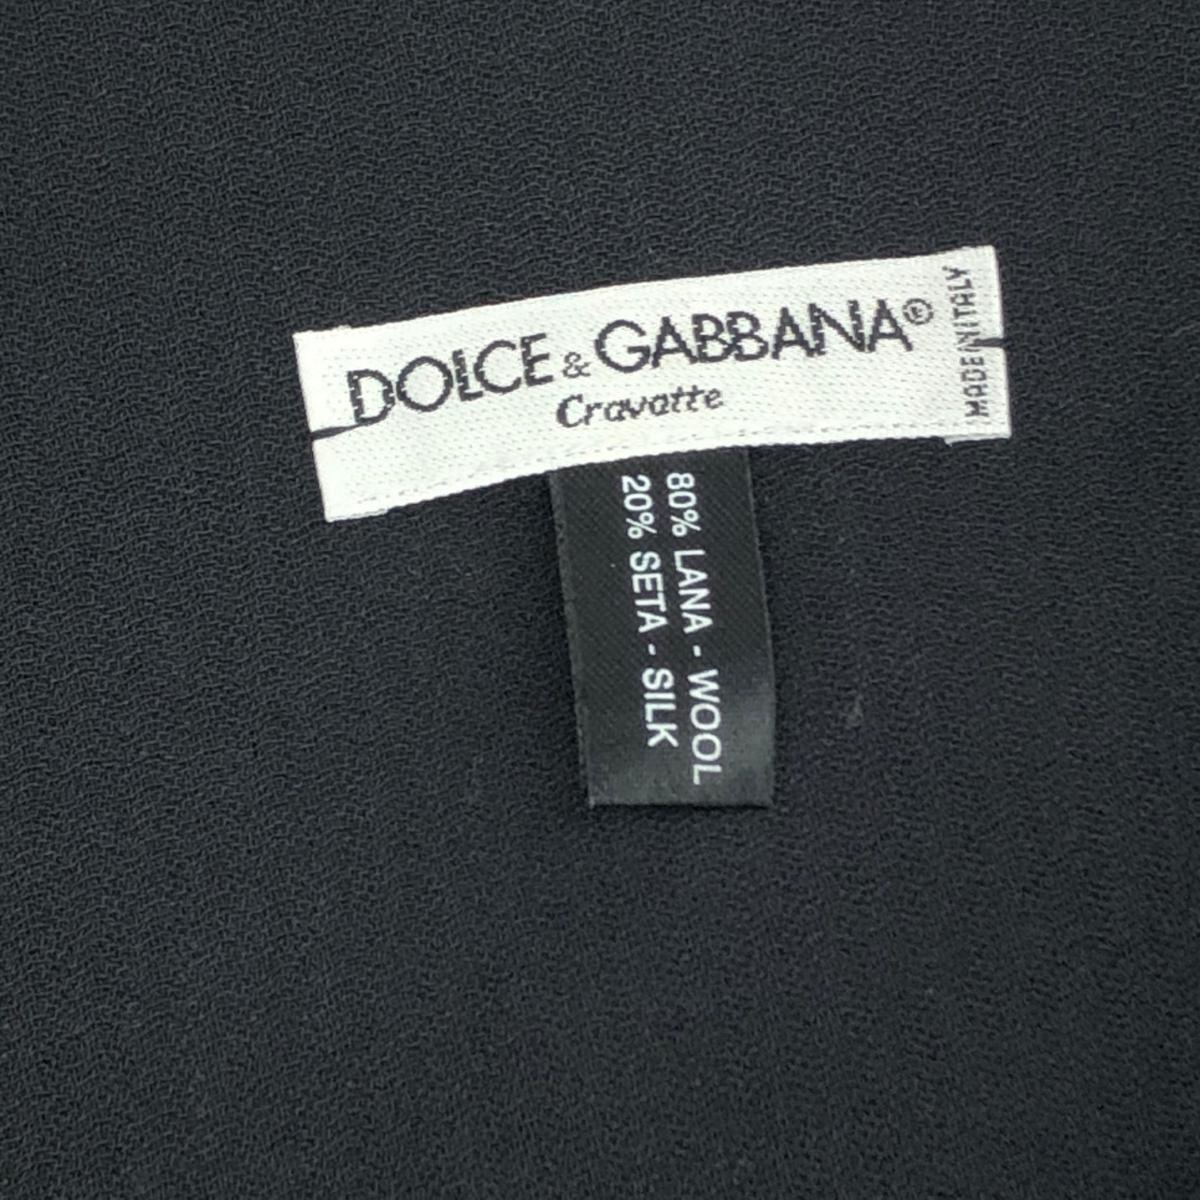 DOLCE & GABBANA®
Cravatte
MADE IN ITALY
80% LANA - WOOL
20% SETA - SILK